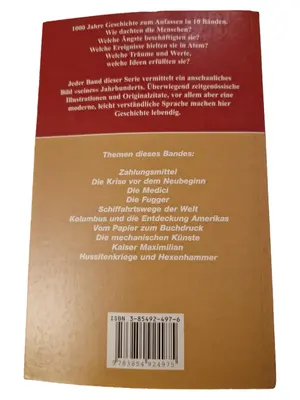 1000 Jahre Geschichte zum Anfassen in 10 Bänden.
Wie dachten die Menschen?
Welche Ängste beschäftigten sie?
Welche Ereignisse hielten sie in Atem?
Welche Träume und Werte,
welche Ideen erfüllten sie?
Jeder Band dieser Serie vermittelt ein anschauliches
Bild «seines» Jahrhunderts. Überwiegend zeitgenössische
Illustrationen und Originalzitate, vor allem aber eine
moderne, leicht verständliche Sprache machen hier
Geschichte lebendig.
Themen dieses Bandes:
Zahlungsmittel
Die Krise vor dem Neubeginn
Die Medici
Die Fugger
Schiffahrtswege der Welt
Kolumbus und die Entdeckung Amerikas
Vom Papier zum Buchdruck
Die mechanischen Künste
Kaiser Maximilian
Hussitenkriege und Hexenhammer
ISBN 3-85492-497-6
9783854924975